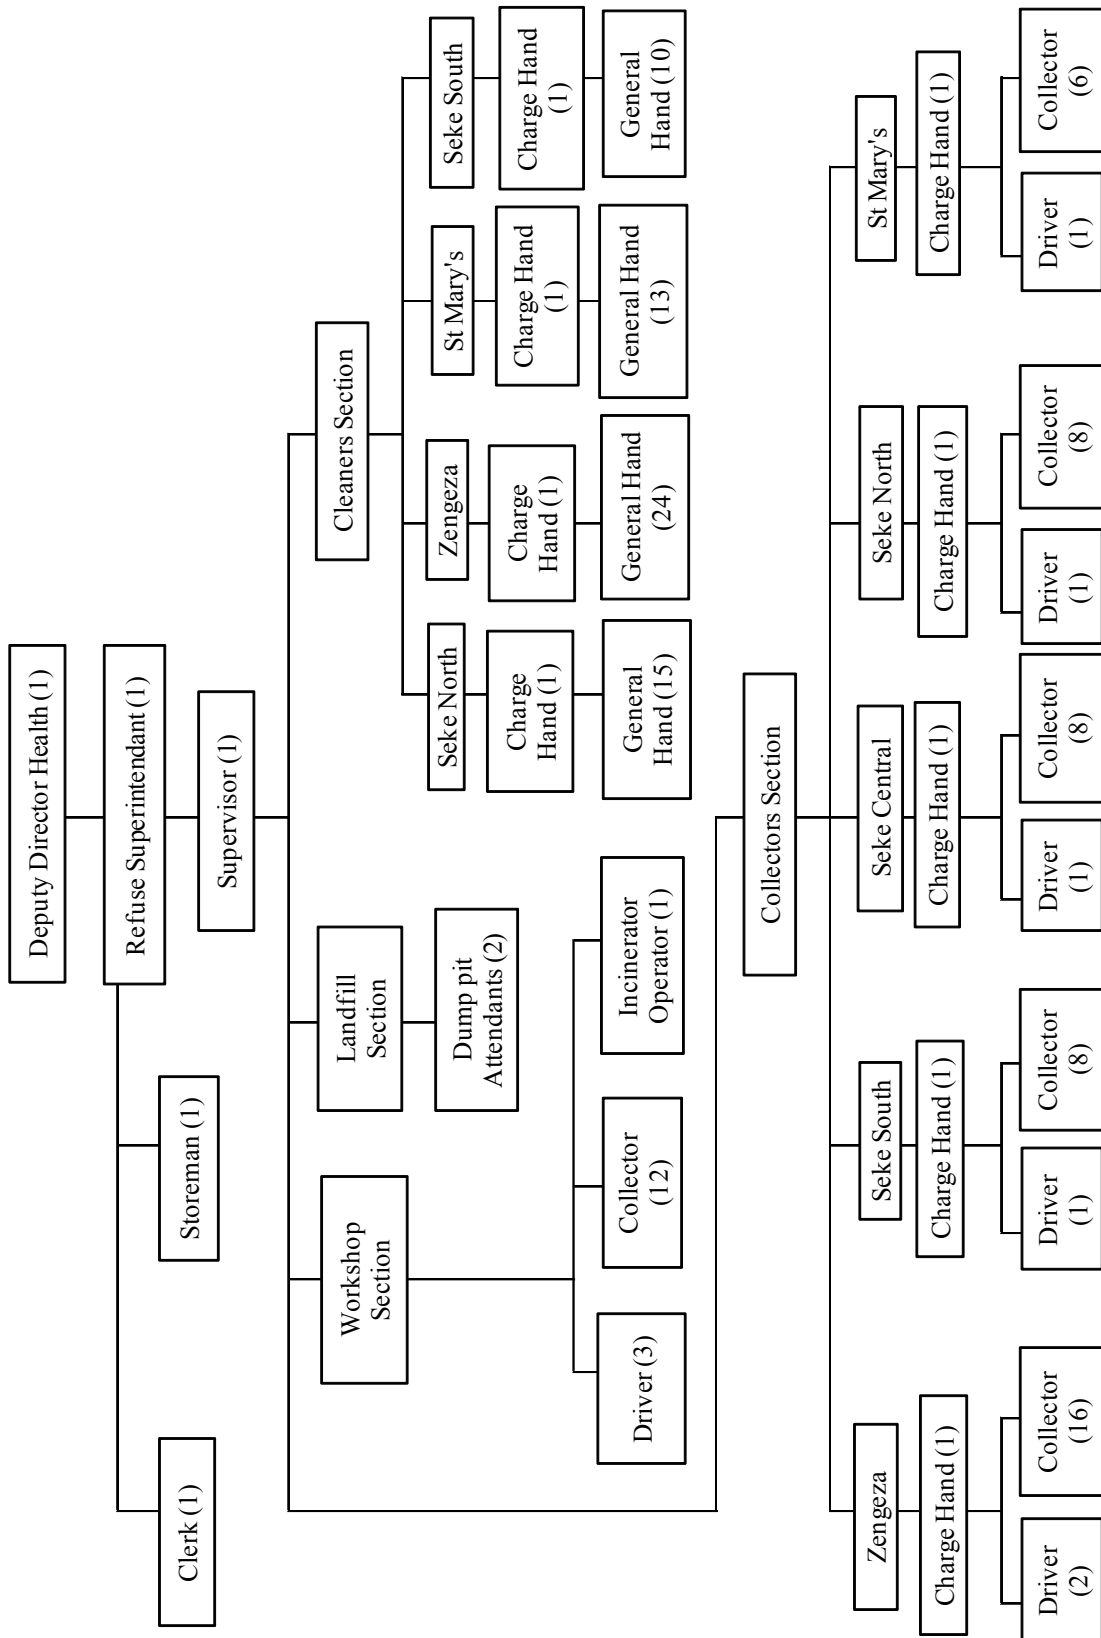 Deputy Director Health (1)
Refuse Superintendant (1)
Clerk (1)
Storeman (1)
Supervisor (1)
Workshop
Section
Landfill
Section
Cleaners Section
Driver (3)
Collector
(12)
Incinerator
Operator (1)
Dump pit
Attendants (2)
Seke North
Charge
Hand (1)
General
Hand (15)
Zengeza
Charge
Hand (1)
General Hand
(24)
St Mary's
Charge Hand
(1)
General Hand
(13)
Seke South
Charge Hand
(1)
General
Hand (10)
Collectors Section
Zengeza
Charge Hand (1)
Driver
(2)
Collector
(16)
Seke South
Charge Hand (1)
Driver
(1)
Collector
(8)
Seke Central
Charge Hand (1)
Driver
(1)
Collector
(8)
Seke North
Charge Hand (1)
Driver
(1)
Collector
(8)
St Mary's
Charge Hand (1)
Driver
(1)
Collector
(6)